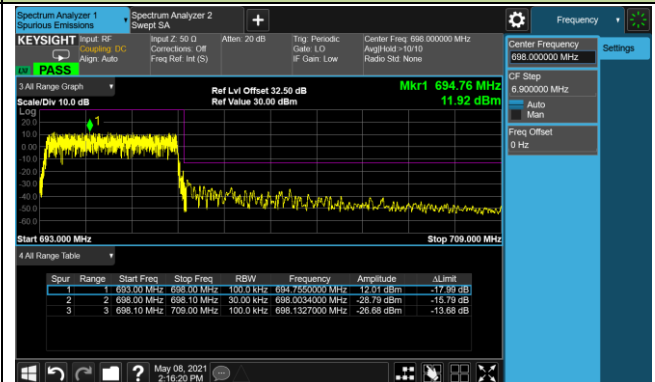 Spectrum Analyzer 1
Spurious Emissions
Spectrum Analyzer 2
Swept SA
+
Frequency
KEYSIGHT
Input: RF
Coupling: DC
Align: Auto
Input Z: 50 Ω
Corrections: Off
Freq Ref: Int (S)
Atten: 20 dB
Trig: Periodic
Gate: LO
IF Gain: Low
Center Freq: 698.000000 MHz
Avg|Hold:>10/10
Radio Std: None
PASS
Center Frequency
698.000000 MHz
Settings
CF Step
6.900000 MHz
Auto
Man
Freq Offset
0 Hz
3 All Range Graph
Scale/Div 10.0 dB
Ref Lvl Offset 32.50 dB
Ref Value 30.00 dBm
Mkr1 694.76 MHz
11.92 dBm
Log
20.0
10.0
0.00
-10.0
-20.0
-30.0
-40.0
-50.0
-60.0
1
Start 693.000 MHz
Stop 709.000 MHz
4 All Range Table
Spur Range Start Freq Stop Freq RBW Frequency Amplitude ΔLimit
1 1 693.00 MHz 698.00 MHz 100.0 kHz 694.7550000 MHz 12.01 dBm -17.99 dB
2 2 698.00 MHz 698.10 MHz 30.00 kHz 698.0034000 MHz -28.79 dBm -15.79 dB
3 3 698.10 MHz 709.00 MHz 100.0 kHz 698.1327000 MHz -26.68 dBm -13.68 dB
?
May 08, 2021
2:16:20 PM